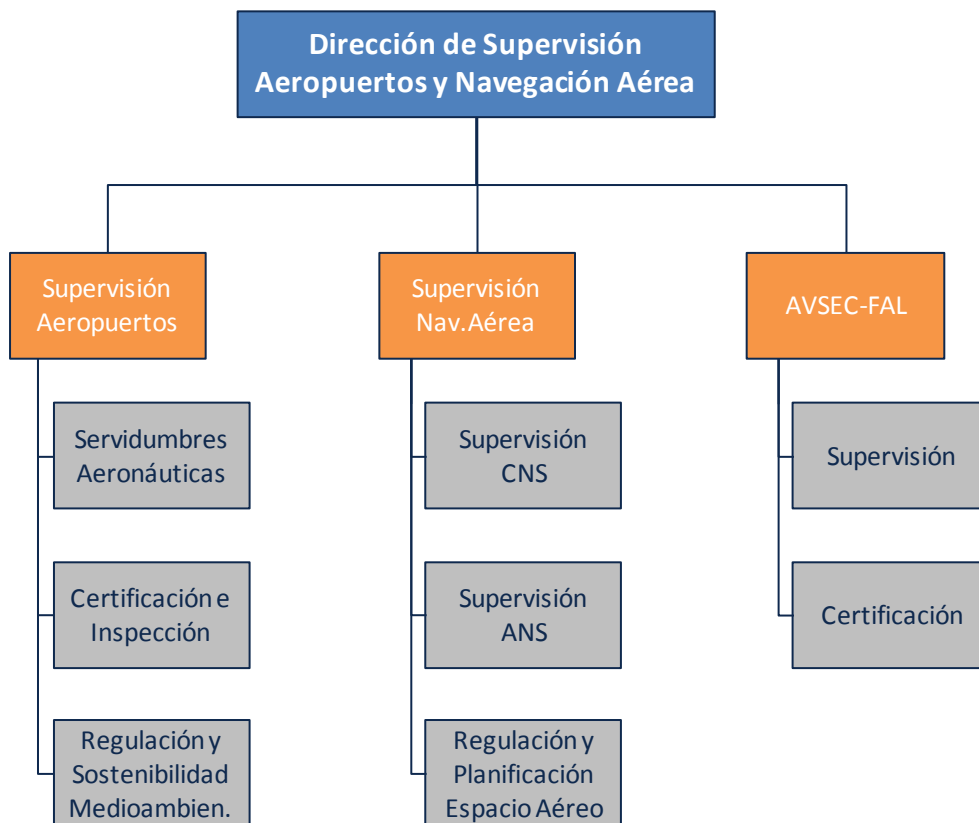 Dirección de Supervisión
Aeropuertos y Navegación Aérea
Supervisión
Aeropuertos
Supervisión
Nav.Aérea
AVSEC-FAL
Servidumbres
Aeronáuticas
Supervisión
CNS
Supervisión
Certificación e
Inspección
Supervisión
ANS
Certificación
Regulación y
Sostenibilidad
Medioambien.
Regulación y
Planificación
Espacio Aéreo